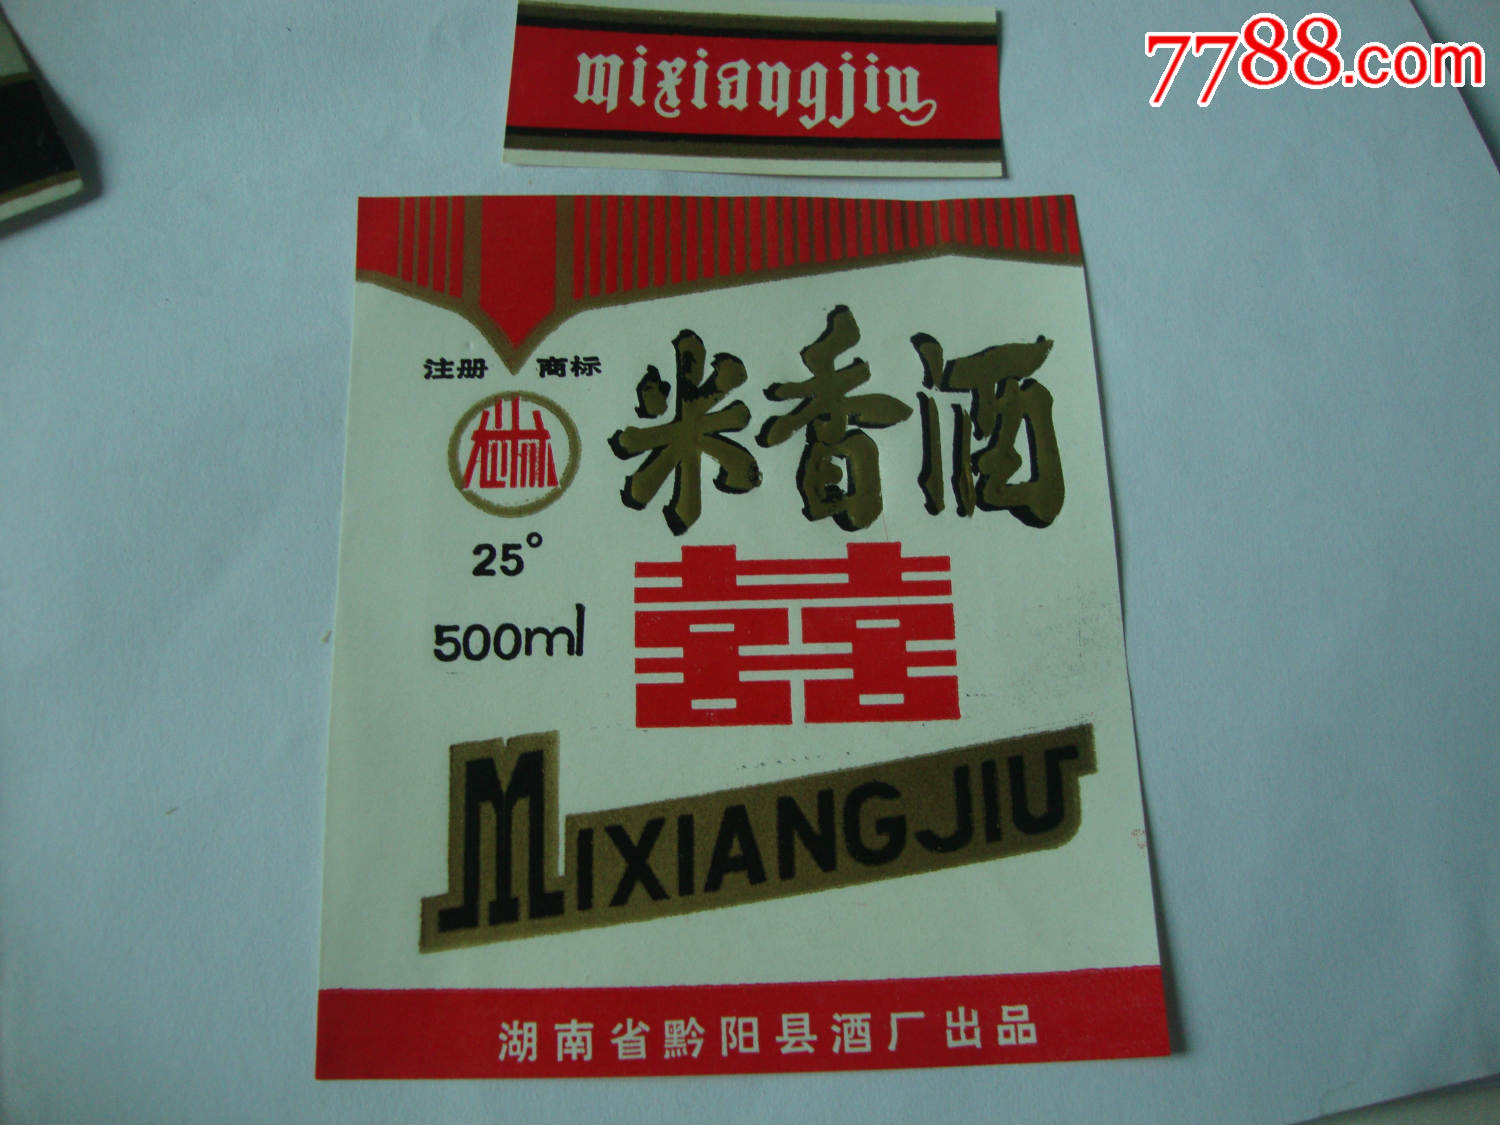 7788.com
mixiangjiu
注册 商标
米香酒
25°
500ml
囍
MIXIANGJIU
湖南省黔阳县酒厂出品